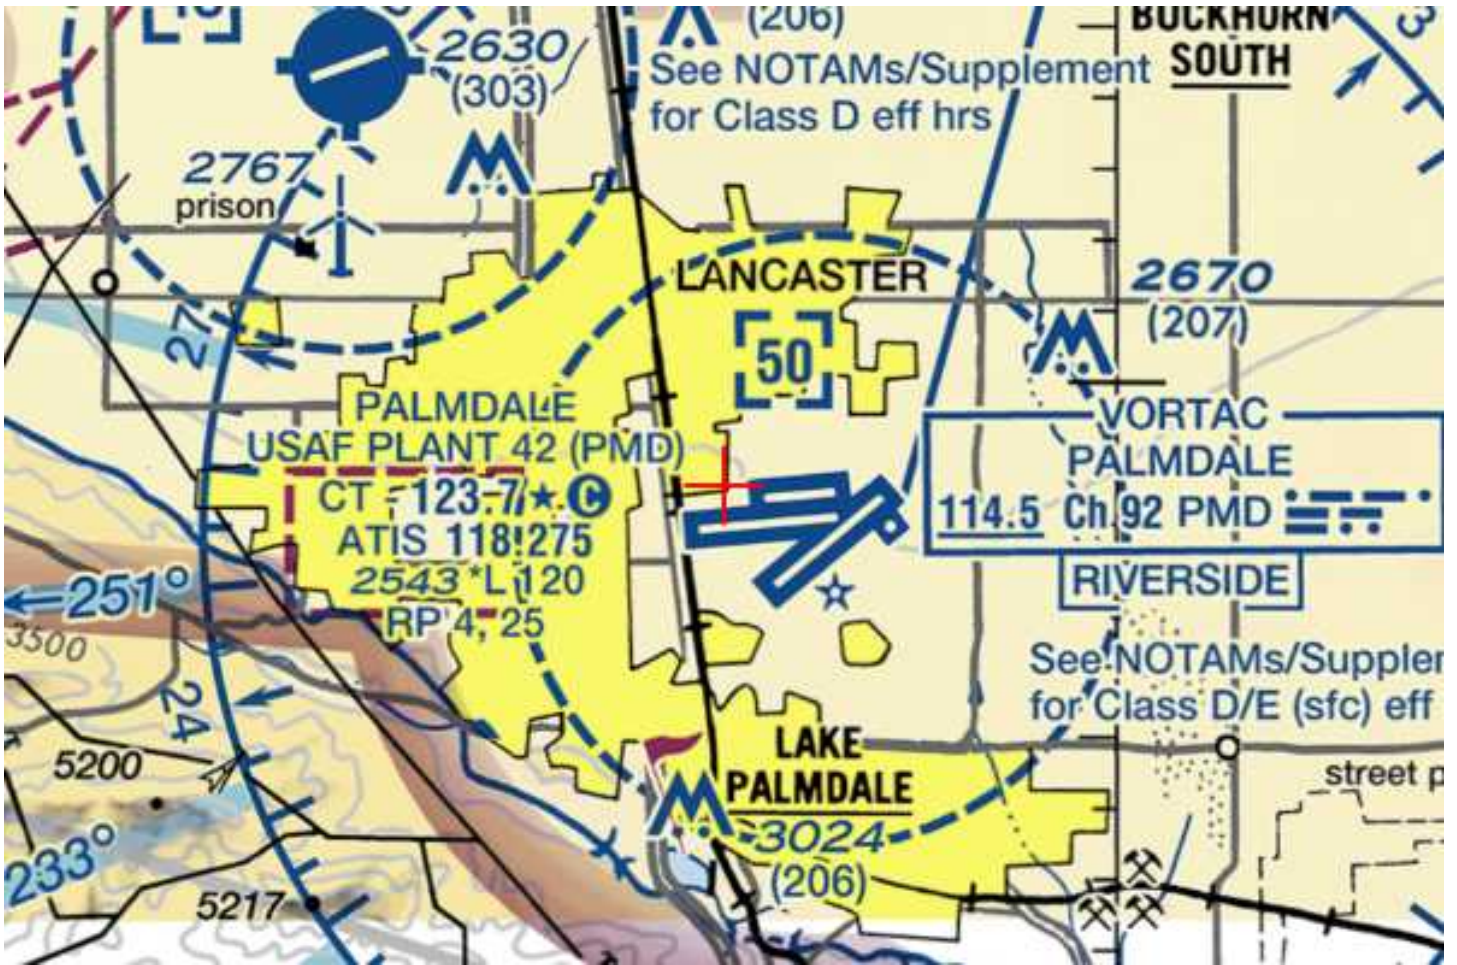 (206)
2630
(303)
See NOTAMs/Supplement
for Class D eff hrs
BUCKHORN
SOUTH
3
2767
prison
27
LANCASTER
50
2670
(207)
PALMDALE
USAF PLANT 42 (PMD)
CT - 123.7 ★ C
ATIS 118.275
2543 *L 120
RP 4, 25
VORTAC
PALMDALE
114.5 Ch 92 PMD
RIVERSIDE
251°
3500
24
See NOTAMs/Suppler
for Class D/E (sfc) eff
5200
LAKE
PALMDALE
3024
(206)
street p
233°
5217